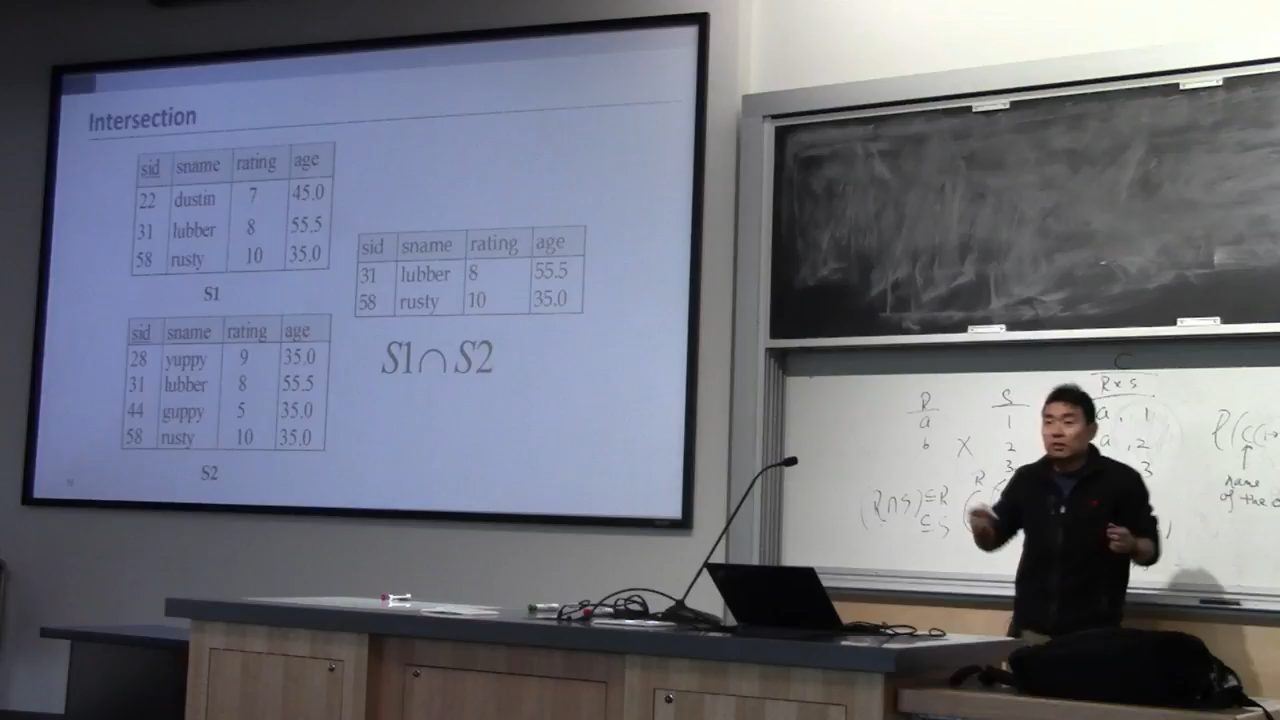 Intersection
sid sname rating age
22 dustin 7 45.0
31 lubber 8 55.5
58 rusty 10 35.0
S1
sid sname rating age
28 yuppy 9 35.0
31 lubber 8 55.5
44 guppy 5 35.0
58 rusty 10 35.0
S2
sid sname rating age
31 lubber 8 55.5
58 rusty 10 35.0
S1∩S2
C
R S R×S
a 1 a, 1
b × 2 a, 2
3 3
(R∩S) ⊆ R
⊆ S
R
name
of the